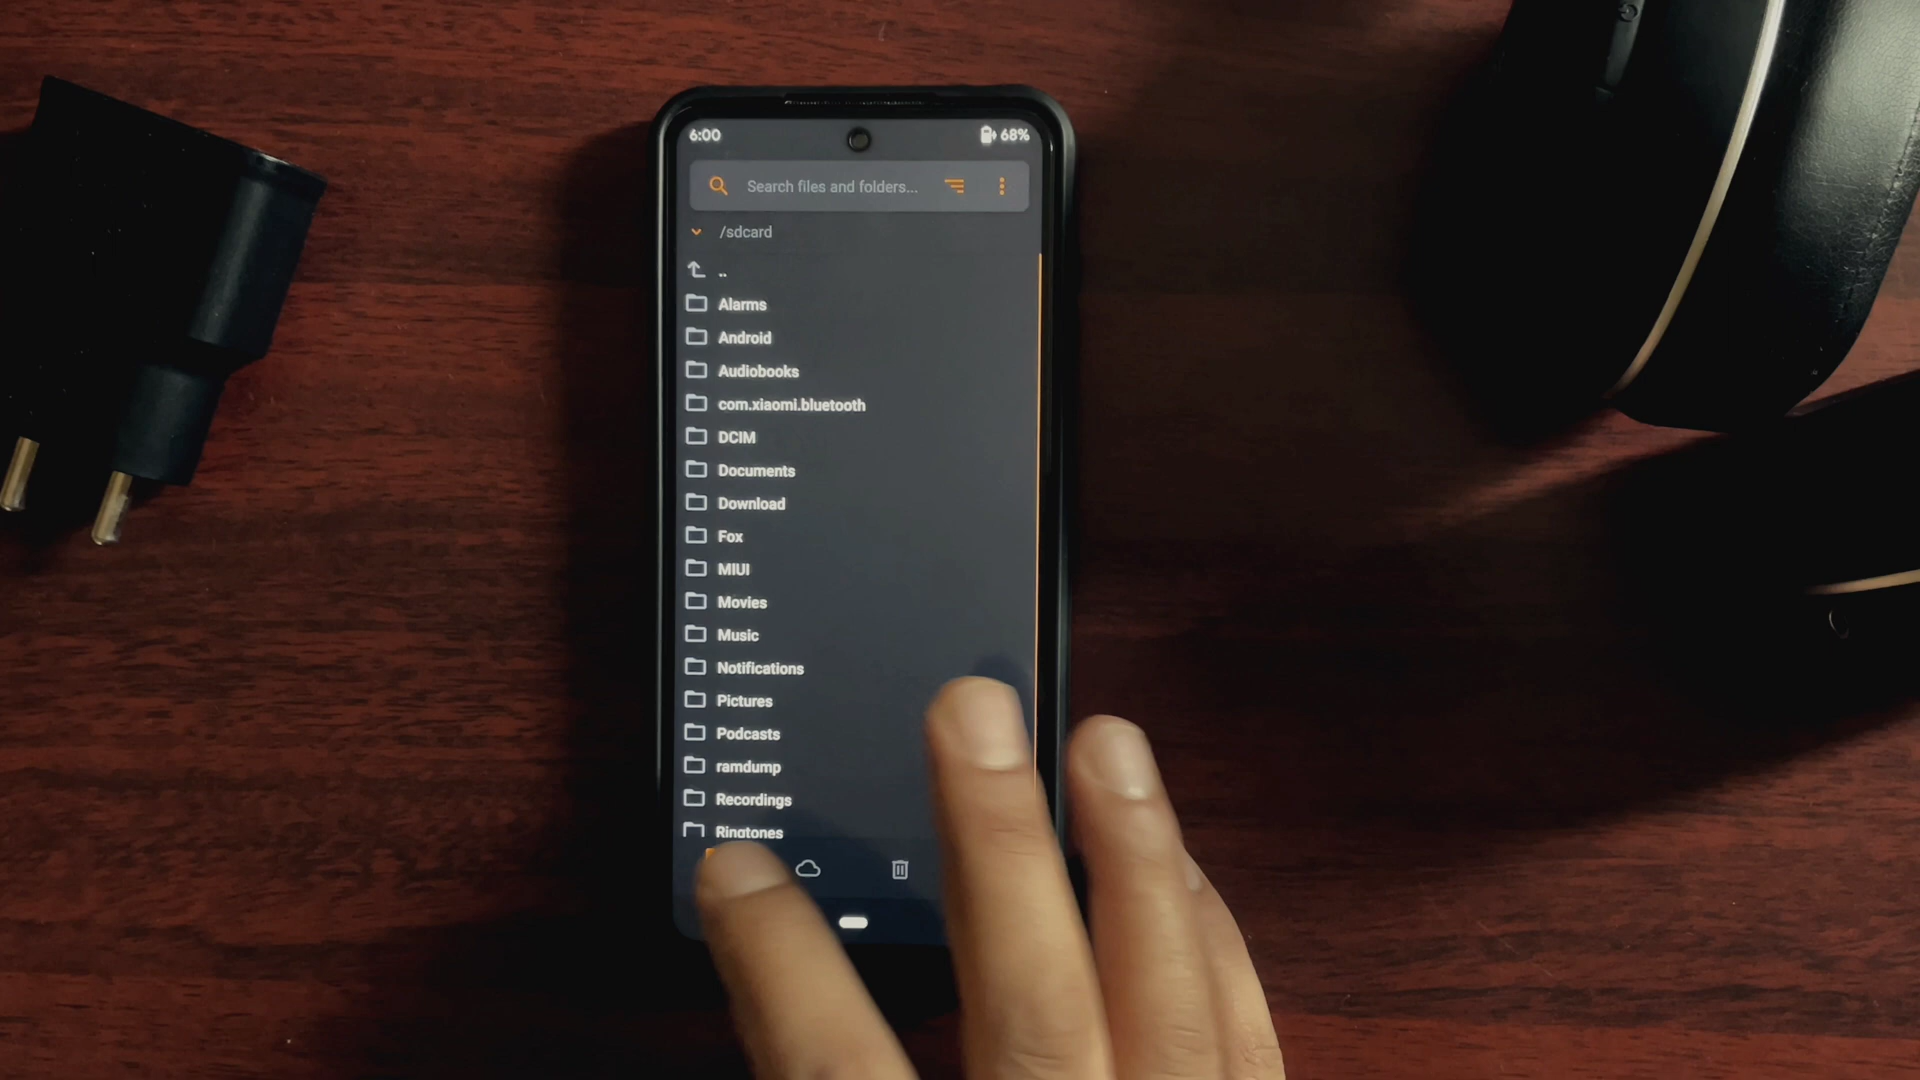 6:00 68%
Search files and folders...
/sdcard
..
Alarms
Android
Audiobooks
com.xiaomi.bluetooth
DCIM
Documents
Download
Fox
MIUI
Movies
Music
Notifications
Pictures
Podcasts
ramdump
Recordings
Ringtones